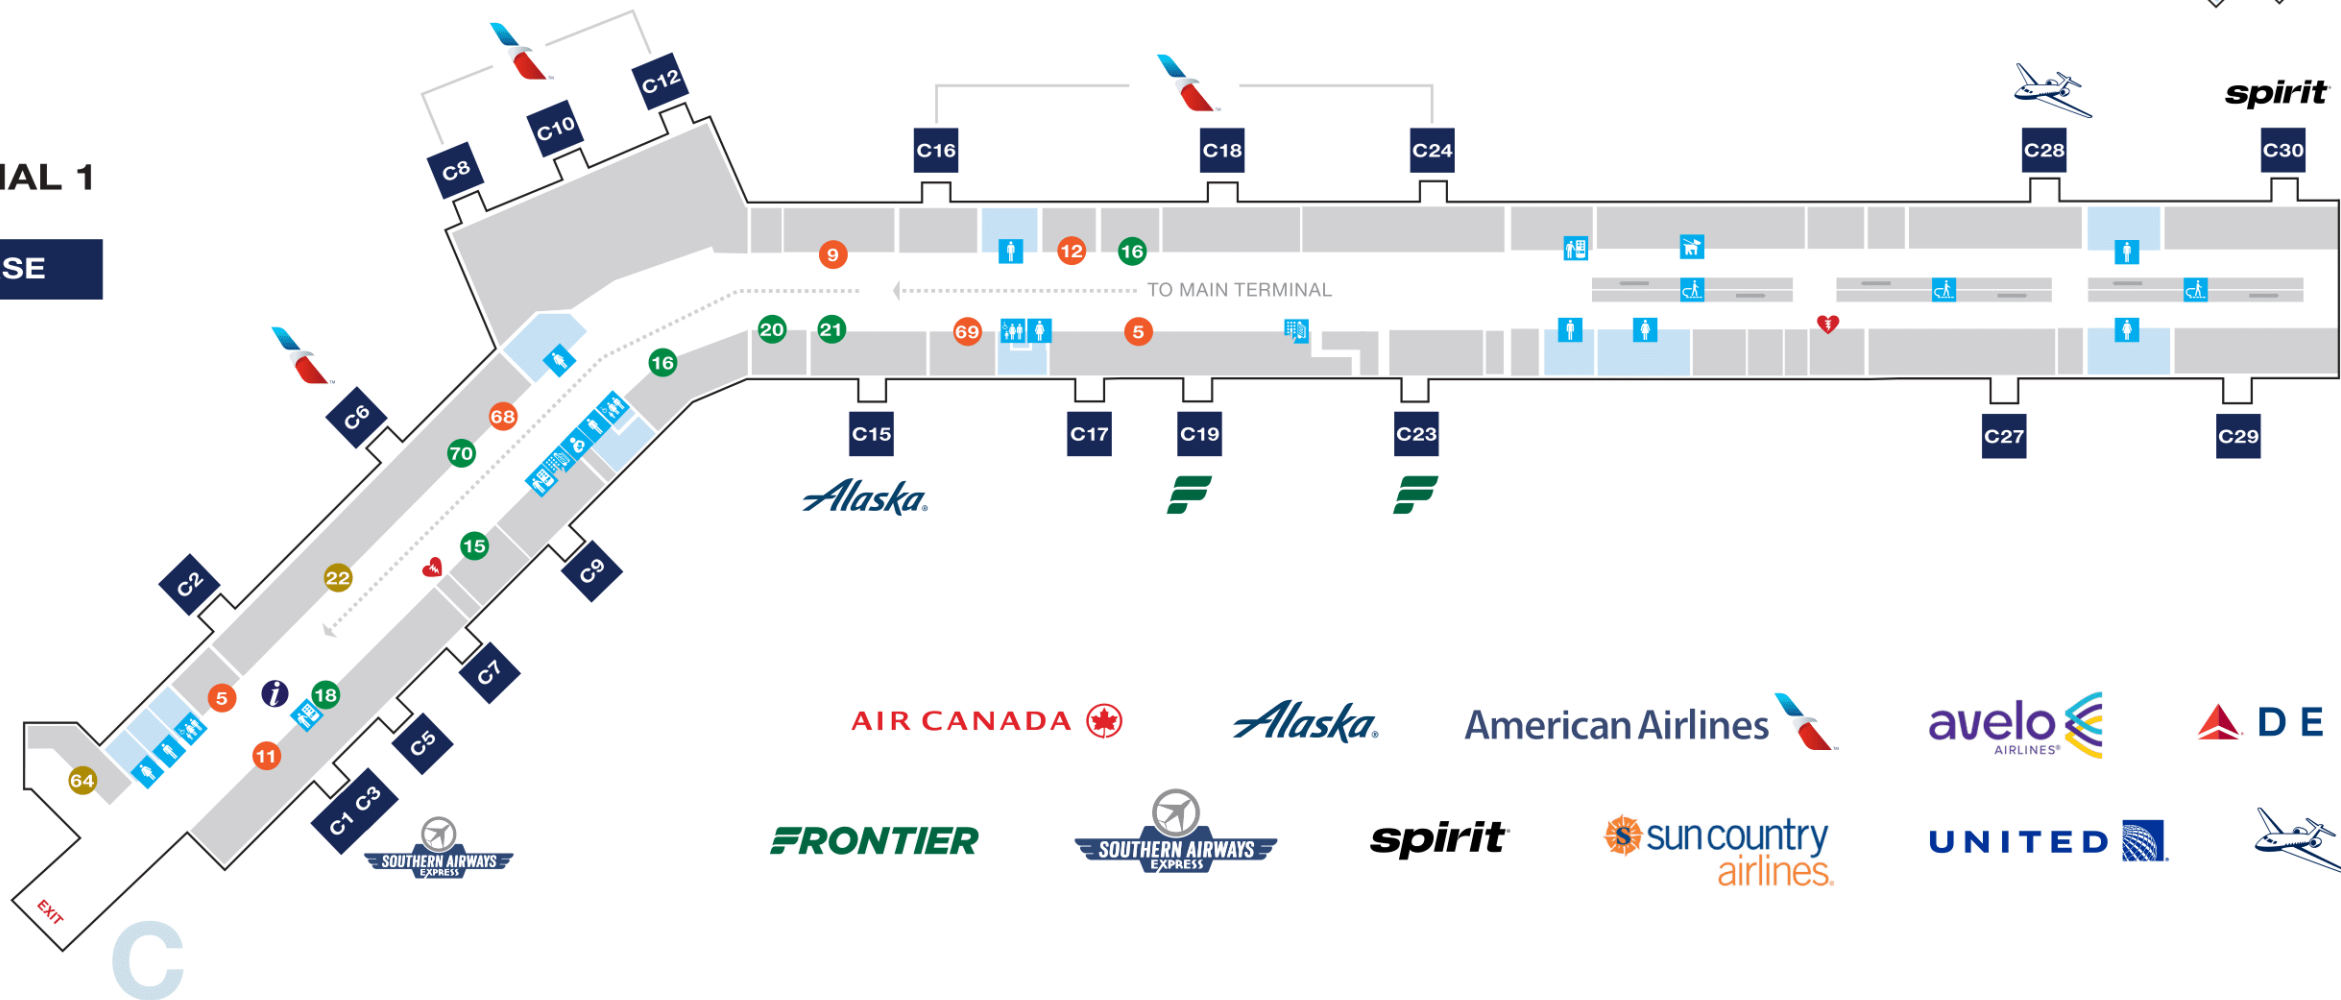 C12
C10
C8
C16
C18
C24
C28
spirit
C30
NAL 1
SE
9
12
16
TO MAIN TERMINAL
20
21
69
5
16
C6
68
70
C15
C17
C19
C23
C27
C29
Alaska®
15
22
C2
C9
C7
5
i
18
11
64
C5
C1 C3
SOUTHERN AIRWAYS
EXPRESS
EXIT
C
AIR CANADA
Alaska®
American Airlines
avelo
AIRLINES®
DE
FRONTIER
SOUTHERN AIRWAYS
EXPRESS
spirit
S
sun country
airlines®
UNITED